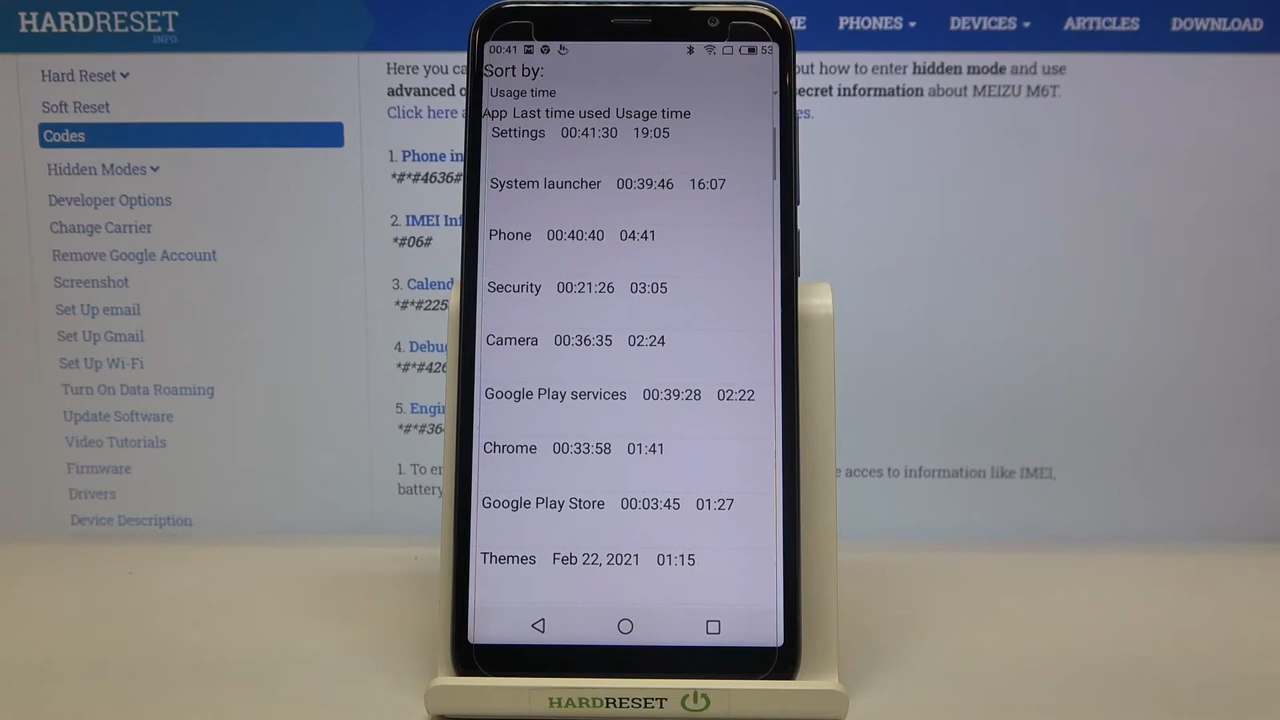 HARDRESET
INFO
ME PHONES DEVICES ARTICLES DOWNLOAD
Hard Reset
Soft Reset
Codes
Hidden Modes
Developer Options
Change Carrier
Remove Google Account
Screenshot
Set Up email
Set Up Gmail
Set Up Wi-Fi
Turn On Data Roaming
Update Software
Video Tutorials
Firmware
Drivers
Device Description
Here you ca out how to enter hidden mode and use
advanced o secret information about MEIZU M6T.
Click here
1. Phone in
*#*#4636#
2. IMEI Inf
*#06#
3. Calend
*#*#225
4. Debu
*#*#426
5. Engi
*#*#36
1. To en acces to information like IMEI,
battery
00:41 53
Sort by:
Usage time
App Last time used Usage time
Settings 00:41:30 19:05
System launcher 00:39:46 16:07
Phone 00:40:40 04:41
Security 00:21:26 03:05
Camera 00:36:35 02:24
Google Play services 00:39:28 02:22
Chrome 00:33:58 01:41
Google Play Store 00:03:45 01:27
Themes Feb 22, 2021 01:15
HARDRESET